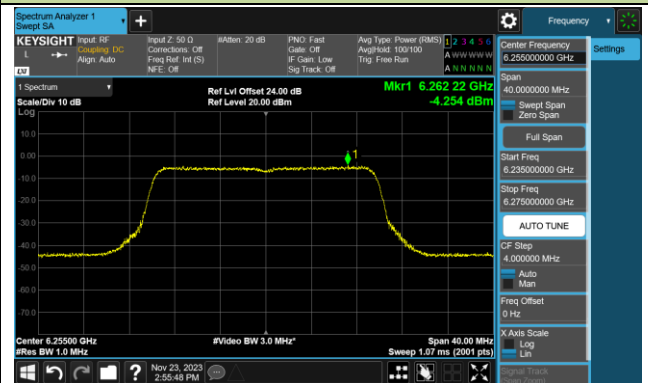 Spectrum Analyzer 1
Swept SA
+
Frequency
KEYSIGHT
Input: RF
Coupling: DC
Align: Auto
Input Z: 50 Ω
Corrections: Off
Freq Ref: Int (S)
NFE: Off
#Atten: 20 dB
PNO: Fast
Gate: Off
IF Gain: Low
Sig Track: Off
Avg Type: Power (RMS)
Avg|Hold: 100/100
Trig: Free Run
1 2 3 4 5 6
A W W W W W
A N N N N N
L
LXI
1 Spectrum
Scale/Div 10 dB
Log
Ref Lvl Offset 24.00 dB
Ref Level 20.00 dBm
Mkr1 6.262 22 GHz
-4.254 dBm
1
10.0
0.00
-10.0
-20.0
-30.0
-40.0
-50.0
-60.0
-70.0
Center 6.25500 GHz
#Res BW 1.0 MHz
#Video BW 3.0 MHz*
Span 40.00 MHz
Sweep 1.07 ms (2001 pts)
Nov 23, 2023
2:55:48 PM
?
Center Frequency
6.255000000 GHz
Settings
Span
40.0000000 MHz
Swept Span
Zero Span
Full Span
Start Freq
6.235000000 GHz
Stop Freq
6.275000000 GHz
AUTO TUNE
CF Step
4.000000 MHz
Auto
Man
Freq Offset
0 Hz
X Axis Scale
Log
Lin
Signal Track